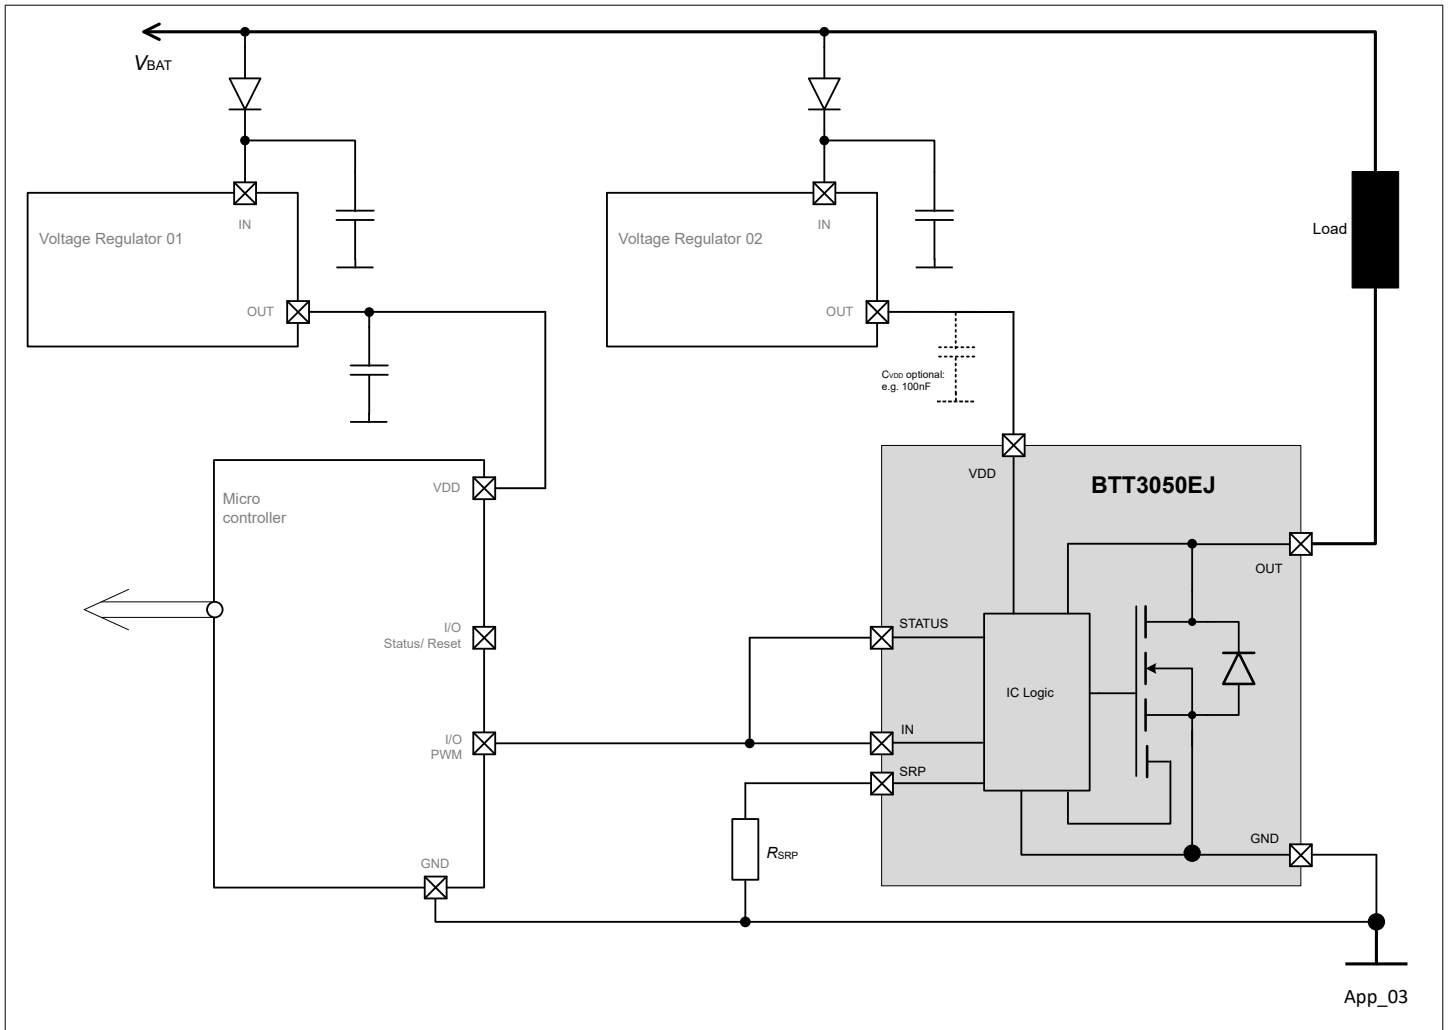 VBAT
IN
Voltage Regulator 01
OUT
IN
Voltage Regulator 02
OUT
CVDD optional:
e.g. 100nF
Load
VDD
Micro
controller
I/O
Status/ Reset
I/O
PWM
GND
VDD
BTT3050EJ
OUT
STATUS
IC Logic
IN
SRP
GND
RSRP
App_03